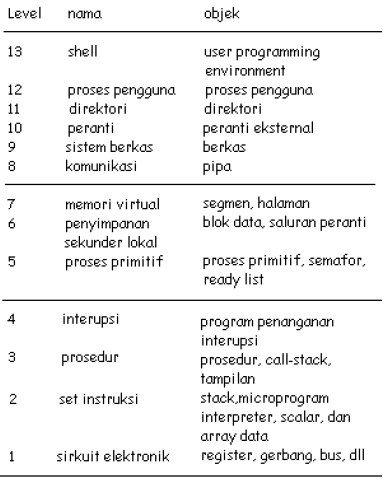 Level nama objek
13 shell user programming
environment
12 proses pengguna proses pengguna
11 direktori direktori
10 peranti peranti eksternal
9 sistem berkas berkas
8 komunikasi pipa
7 memori virtual segmen, halaman
6 penyimpanan blok data, saluran peranti
sekunder lokal
5 proses primitif proses primitif, semafor,
ready list
4 interupsi program penanganan
interupsi
3 prosedur prosedur, call-stack,
tampilan
2 set instruksi stack,microprogram
interpreter, scalar, dan
array data
1 sirkuit elektronik register, gerbang, bus, dll